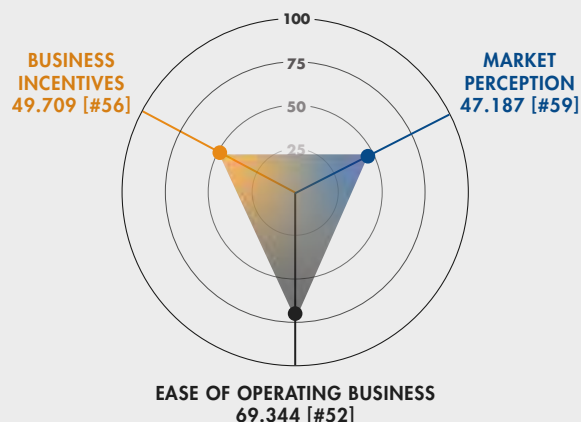 100
75
50
25
BUSINESS
INCENTIVES
49.709 [#56]
MARKET
PERCEPTION
47.187 [#59]
EASE OF OPERATING BUSINESS
69.344 [#52]